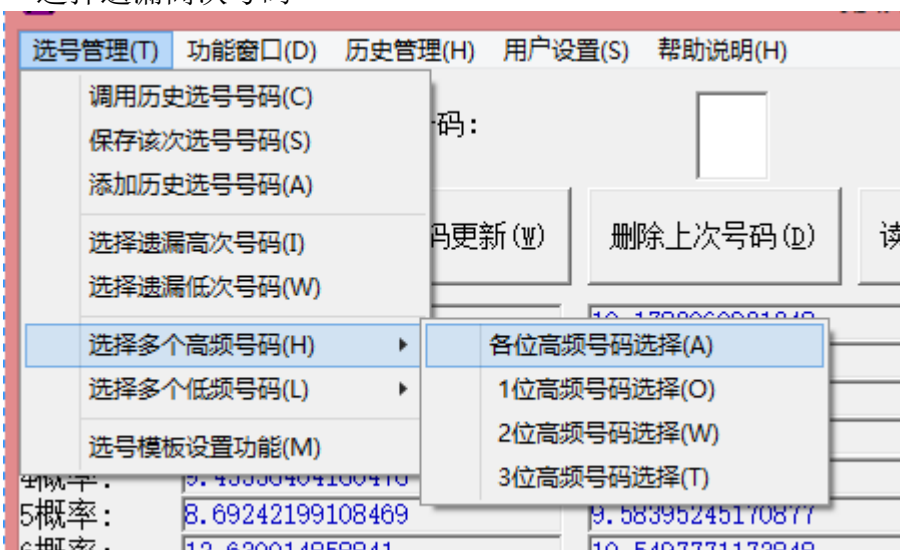 选号管理(T) 功能窗口(D) 历史管理(H) 用户设置(S) 帮助说明(H)
调用历史选号号码(C)
码:
保存该次选号号码(S)
添加历史选号号码(A)
选择遗漏高次号码(I)
码更新(W) 删除上次号码(D) 读
选择遗漏低次号码(W)
选择多个高频号码(H) 各位高频号码选择(A)
选择多个低频号码(L) 1位高频号码选择(O)
选号模板设置功能(M) 2位高频号码选择(W)
3位高频号码选择(T)
5概率: 8.69242199108469 9.58395245170877